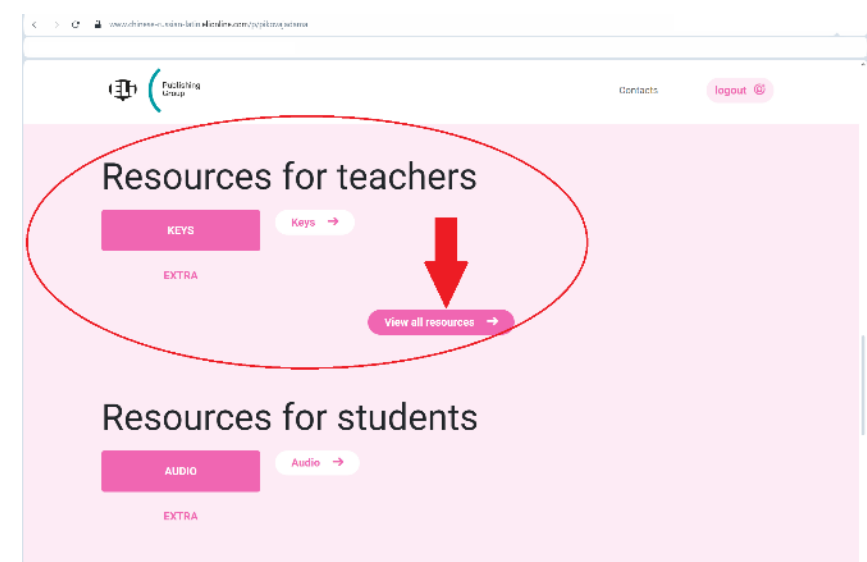 Publishing
Group
Contacts
logout
Resources for teachers
KEYS
Keys →
EXTRA
View all resources →
Resources for students
AUDIO
Audio →
EXTRA